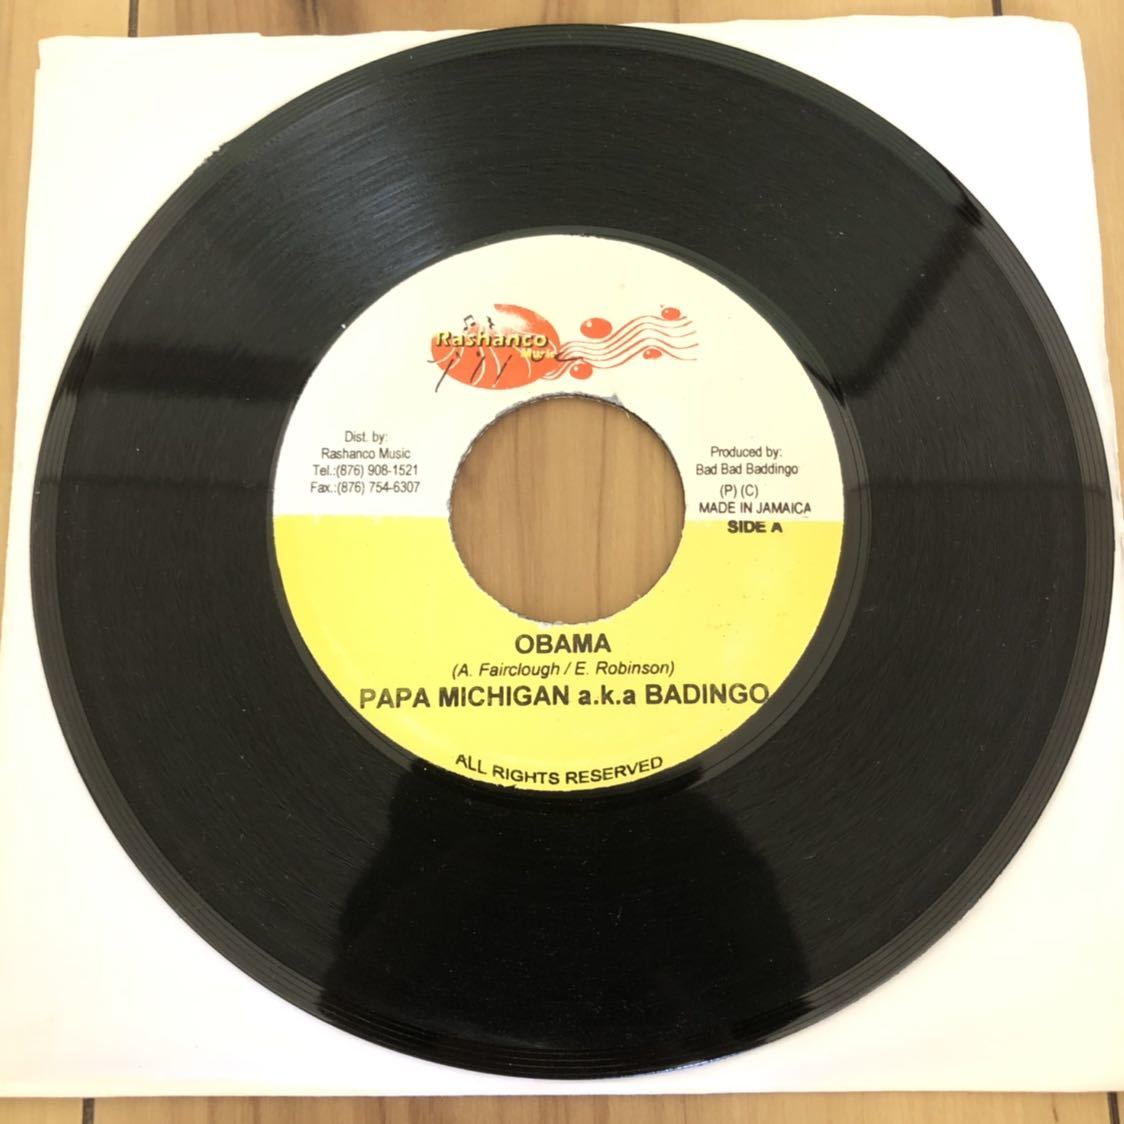 Rashanco
Music
Dist. by:
Rashanco Music
Tel.:(876) 908-1521
Fax.:(876) 754-6307
Produced by:
Bad Bad Baddingo
(P) (C)
MADE IN JAMAICA
SIDE A
OBAMA
(A. Fairclough / E. Robinson)
PAPA MICHIGAN a.k.a BADINGO
ALL RIGHTS RESERVED